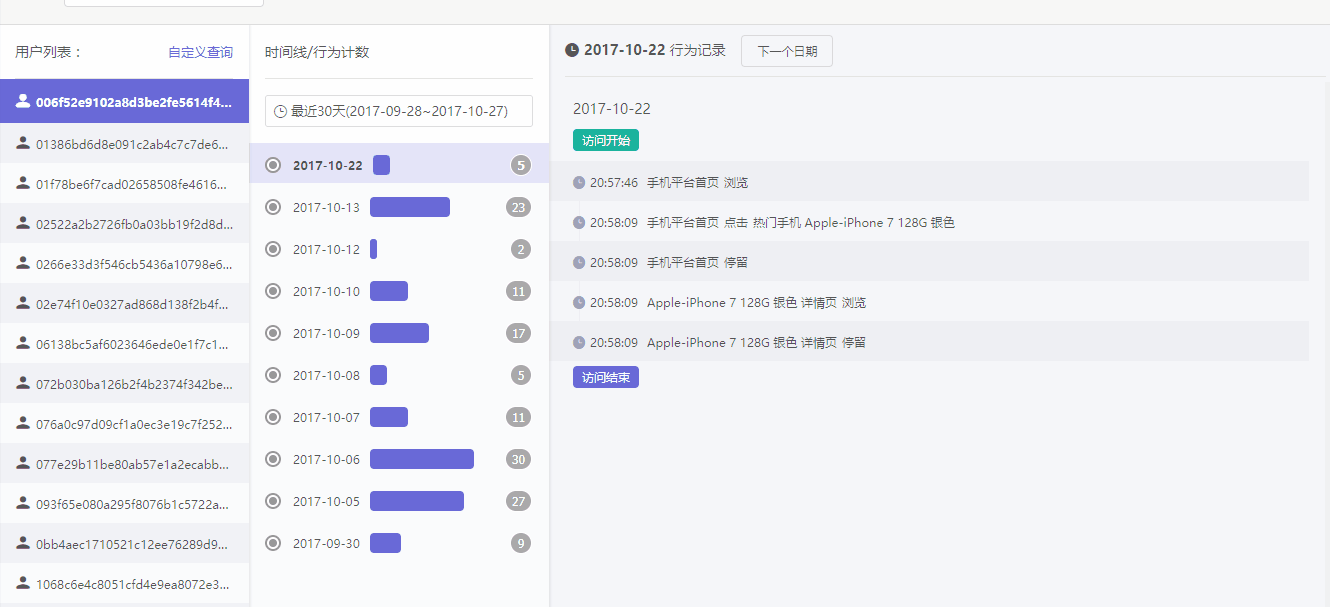 用户列表：
自定义查询
006f52e9102a8d3be2fe5614f4...
01386bd6d8e091c2ab4c7c7de6...
01f78be6f7cad02658508fe4616...
02522a2b2726fb0a03bb19f2d8d...
0266e33d3f546cb5436a10798e6...
02e74f10e0327ad868d138f2b4f...
06138bc5af6023646ede0e1f7c1...
072b030ba126b2f4b2374f342be...
076a0c97d09cf1a0ec3e19c7f252...
077e29b11be80ab57e1a2ecabb...
093f65e080a295f8076b1c5722a...
0bb4aec1710521c12ee76289d9...
1068c6e4c8051cfd4e9ea8072e3...
时间线/行为计数
最近30天(2017-09-28~2017-10-27)
2017-10-22 5
2017-10-13 23
2017-10-12 2
2017-10-10 11
2017-10-09 17
2017-10-08 5
2017-10-07 11
2017-10-06 30
2017-10-05 27
2017-09-30 9
2017-10-22 行为记录
下一个日期
2017-10-22
访问开始
20:57:46 手机平台首页 浏览
20:58:09 手机平台首页 点击 热门手机 Apple-iPhone 7 128G 银色
20:58:09 手机平台首页 停留
20:58:09 Apple-iPhone 7 128G 银色 详情页 浏览
20:58:09 Apple-iPhone 7 128G 银色 详情页 停留
访问结束